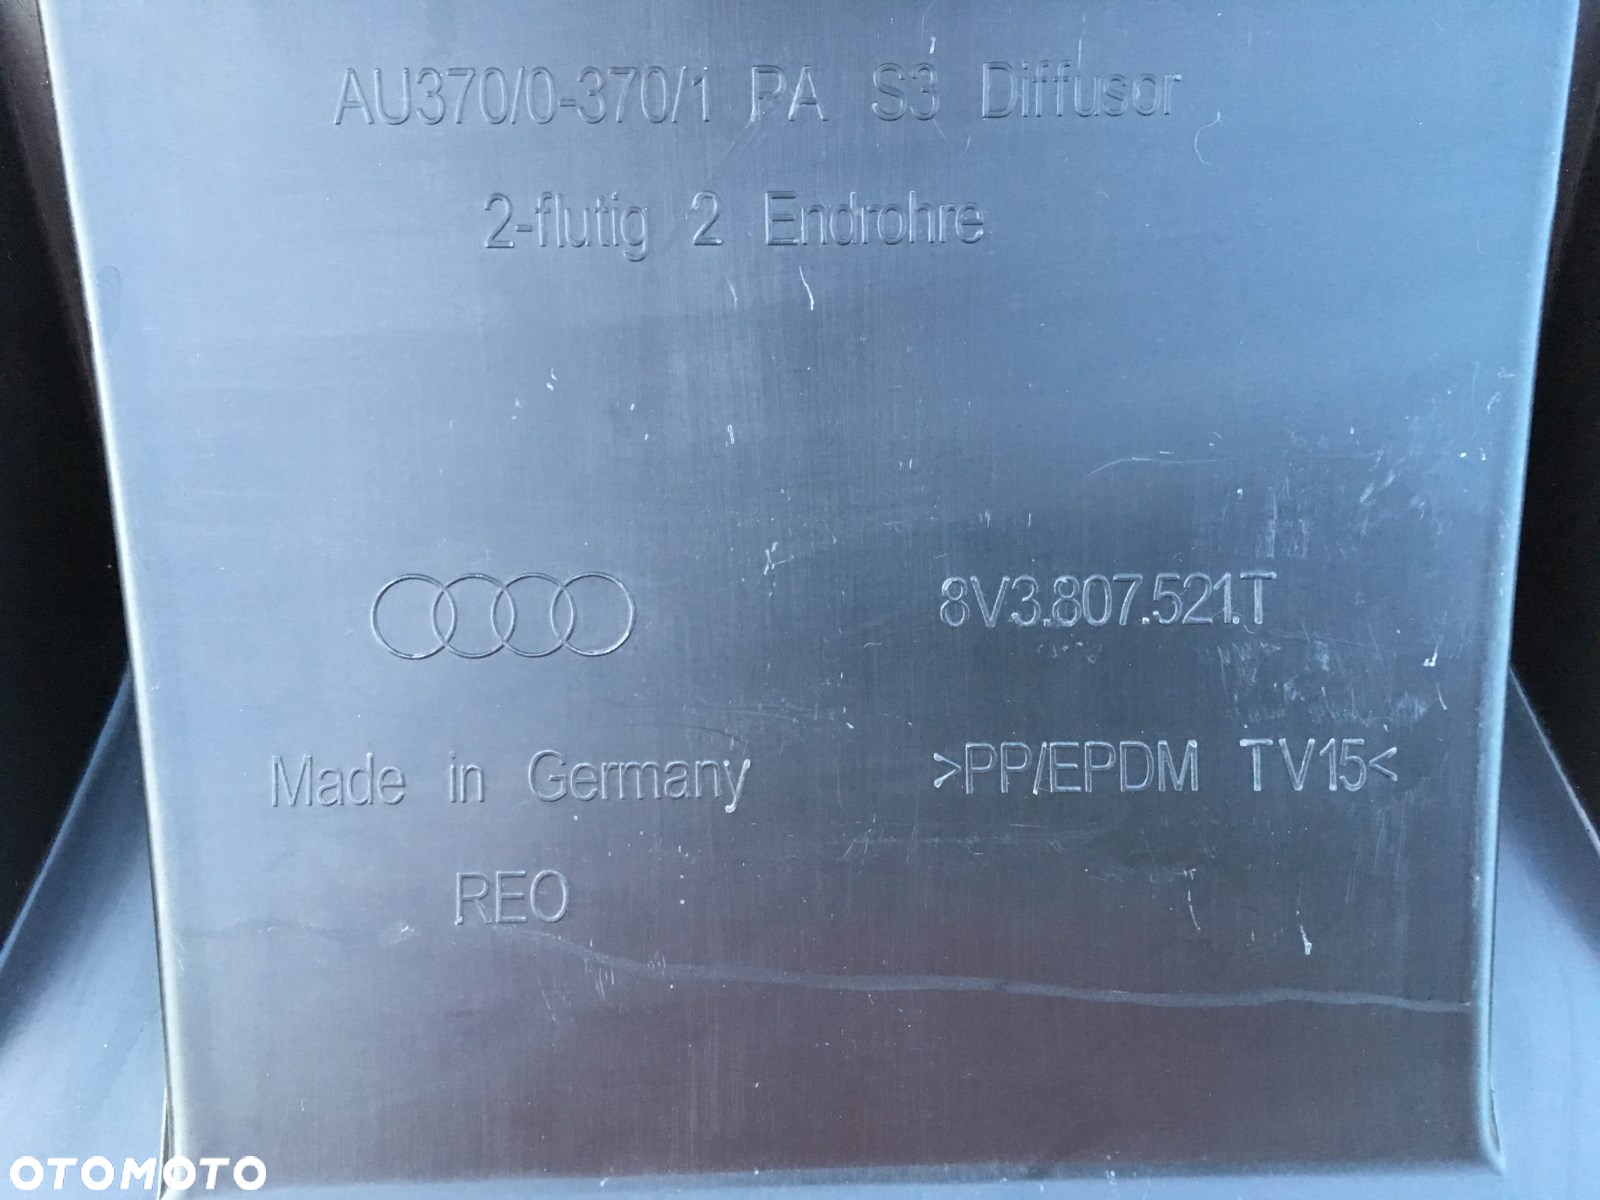 AU370/0-370/1 PA S3 Diffusor
2-flutig 2 Endrohre
8V3.807.521.T
Made in Germany >PP/EPDM TV15<
REO
OTOMOTO